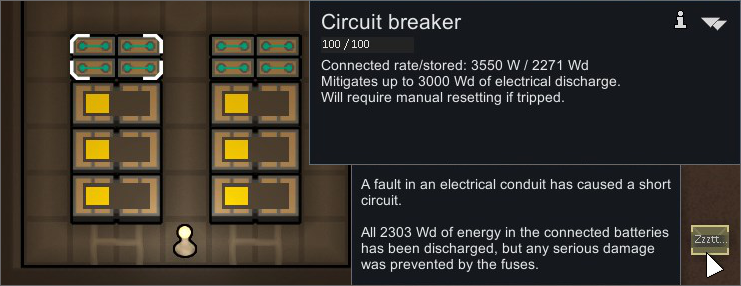 Circuit breaker
100 / 100
Connected rate/stored: 3550 W / 2271 Wd
Mitigates up to 3000 Wd of electrical discharge.
Will require manual resetting if tripped.
A fault in an electrical conduit has caused a short
circuit.
All 2303 Wd of energy in the connected batteries
has been discharged, but any serious damage
was prevented by the fuses.
Zzztt...